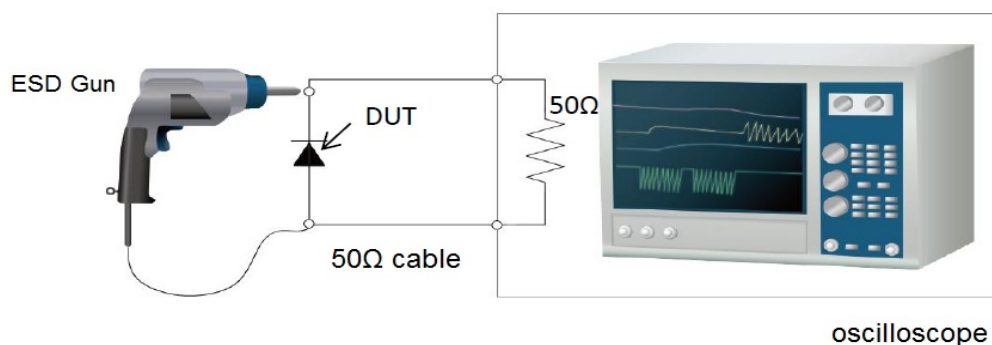 ESD Gun
DUT
50Ω
50Ω cable
oscilloscope